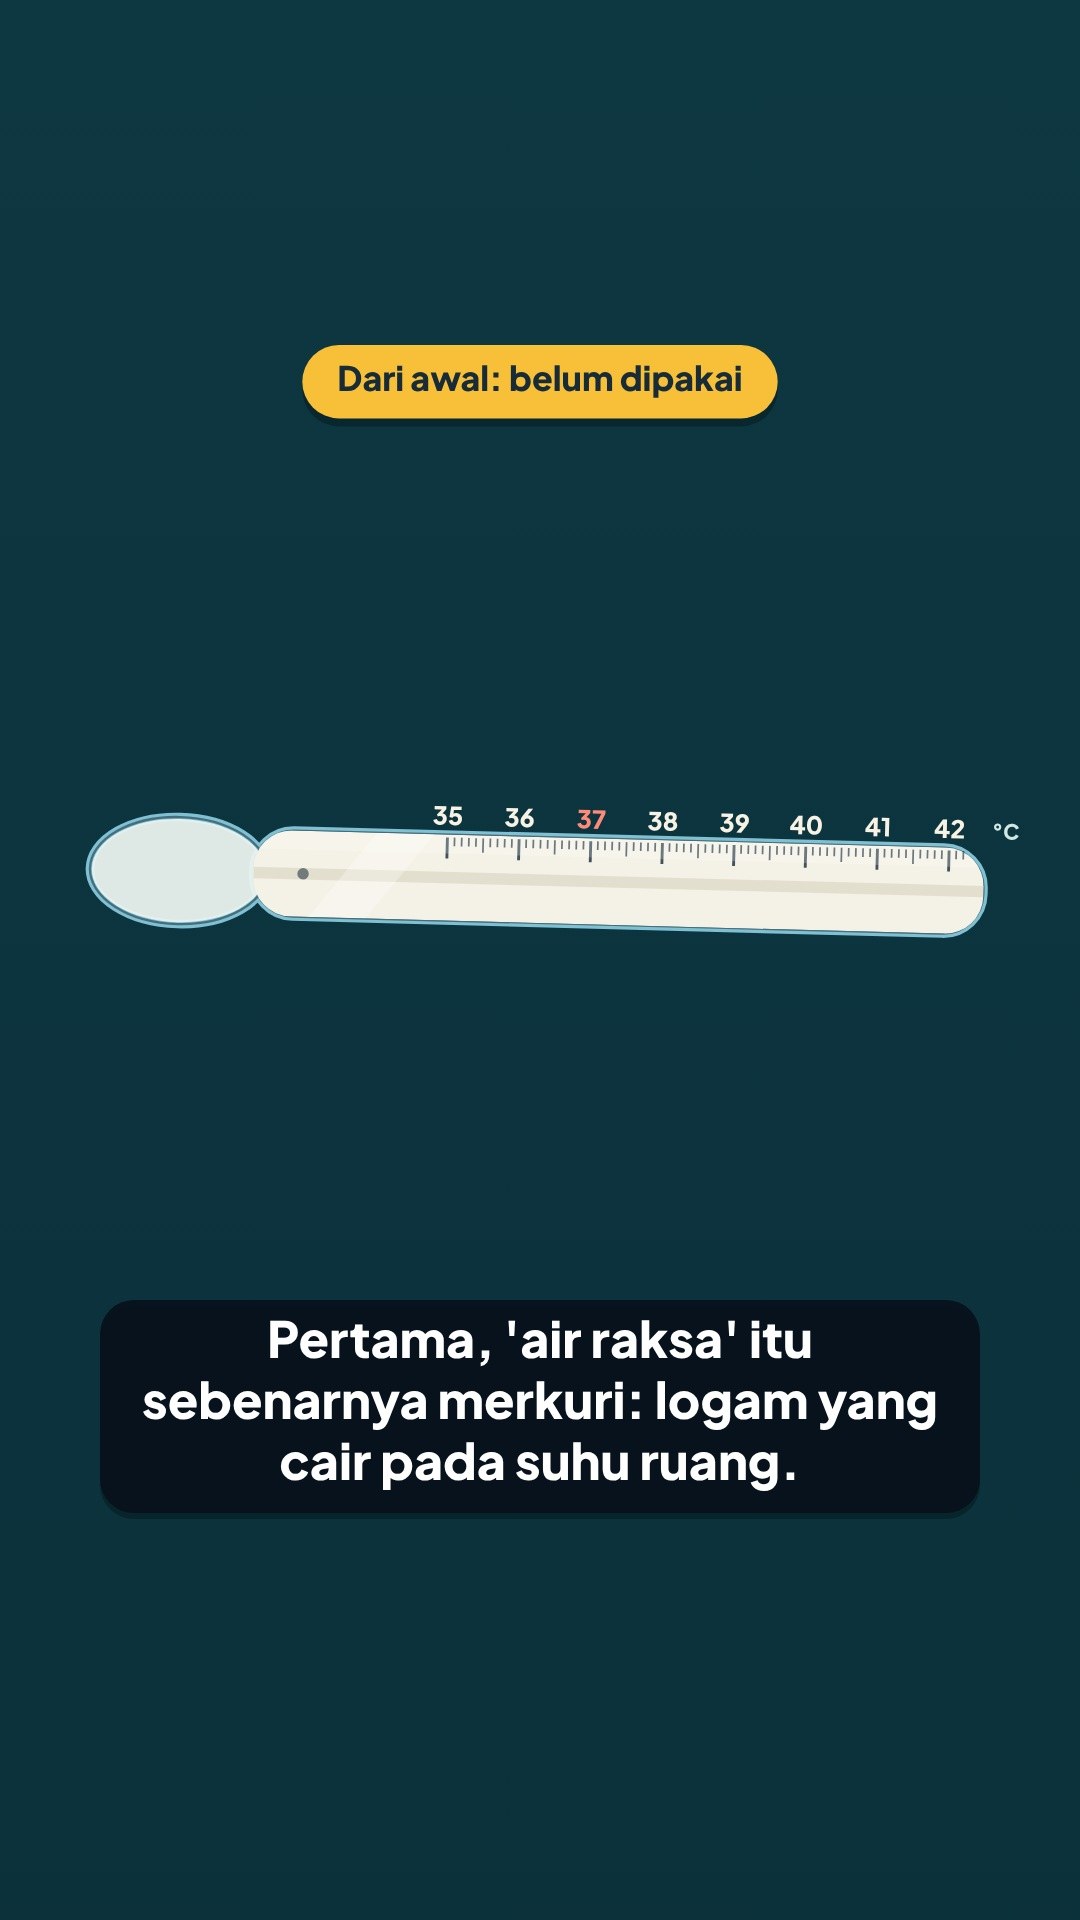 Dari awal: belum dipakai
35 36 37 38 39 40 41 42 °C
Pertama, 'air raksa' itu
sebenarnya merkuri: logam yang
cair pada suhu ruang.